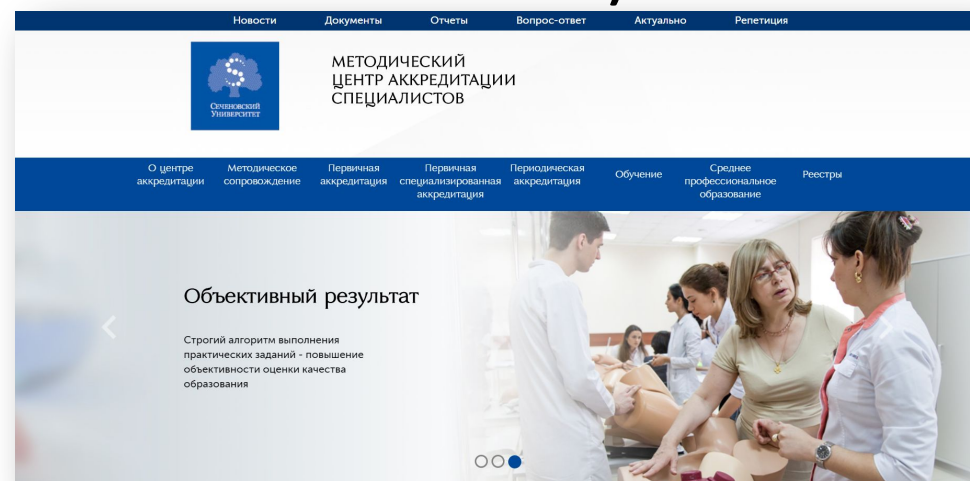 Новости Документы Отчеты Вопрос-ответ Актуально Репетиция
Сеченовский
Университет
МЕТОДИЧЕСКИЙ
ЦЕНТР АККРЕДИТАЦИИ
СПЕЦИАЛИСТОВ
О центре
аккредитации
Методическое
сопровождение
Первичная
аккредитация
Первичная
специализированная
аккредитация
Периодическая
аккредитация
Обучение
Среднее
профессиональное
образование
Реестры
Объективный результат
Строгий алгоритм выполнения
практических заданий - повышение
объективности оценки качества
образования